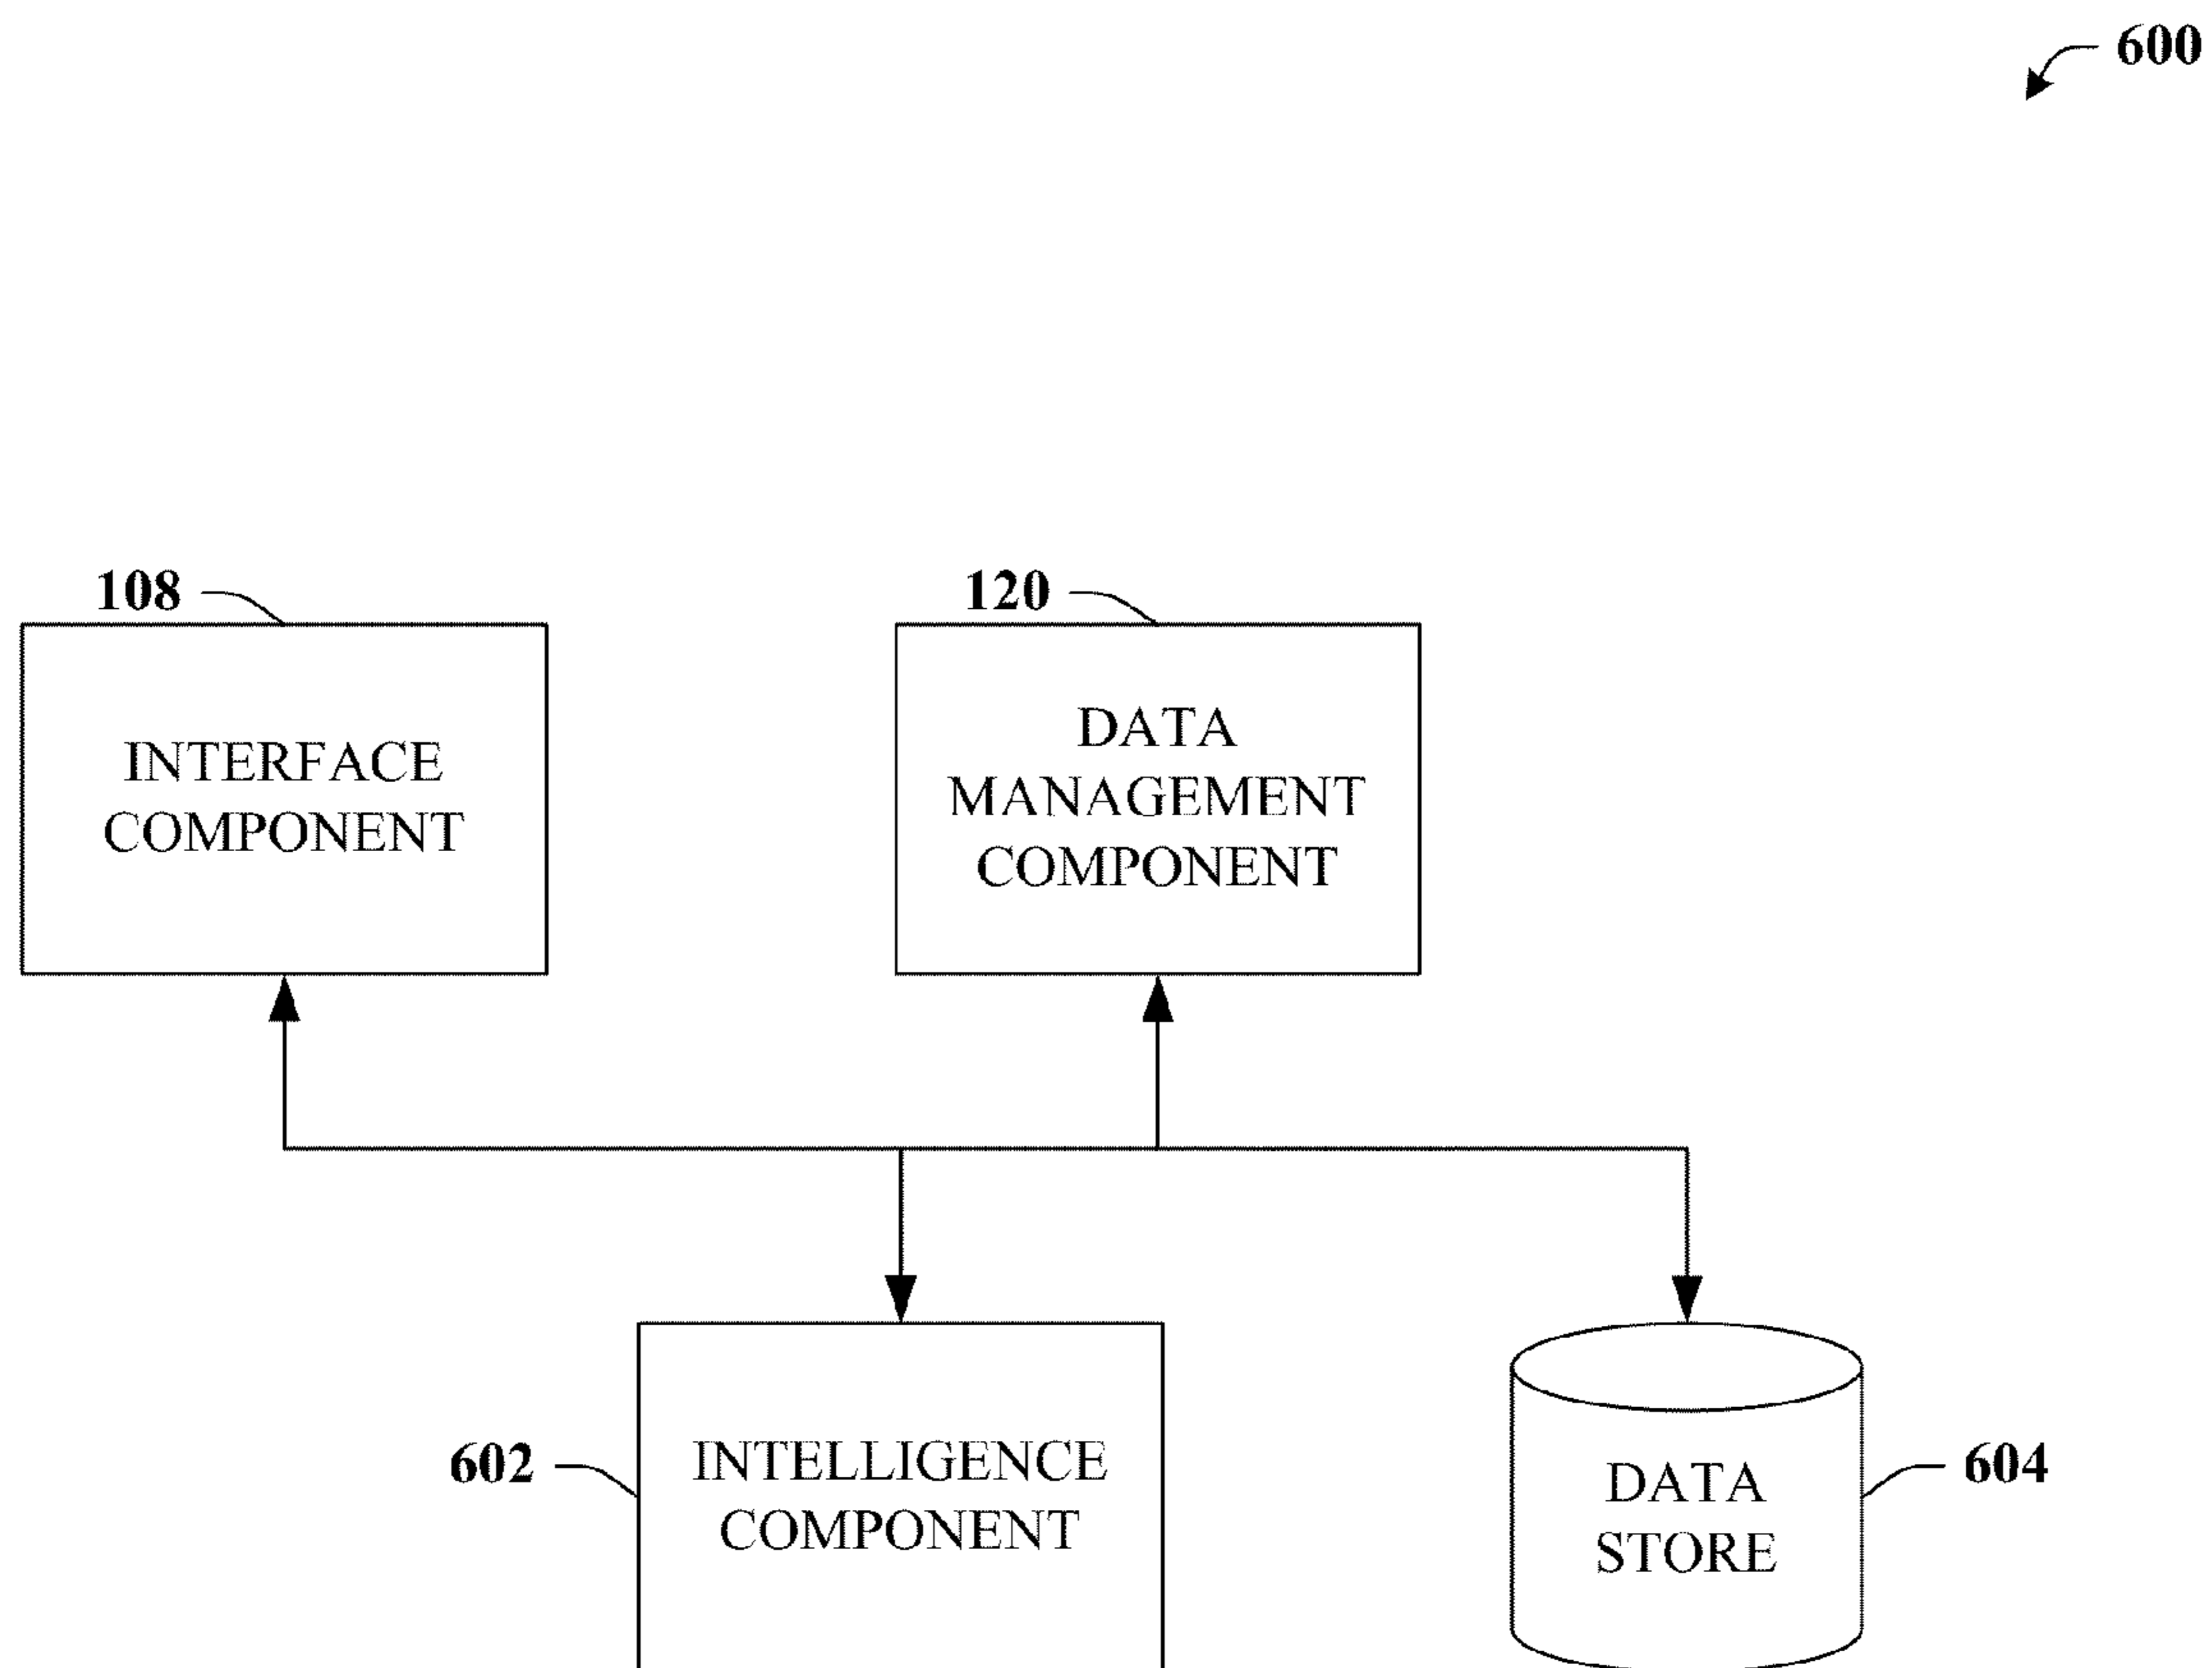 600
108
120
INTERFACE
COMPONENT
DATA
MANAGEMENT
COMPONENT
602
INTELLIGENCE
COMPONENT
DATA
STORE
604